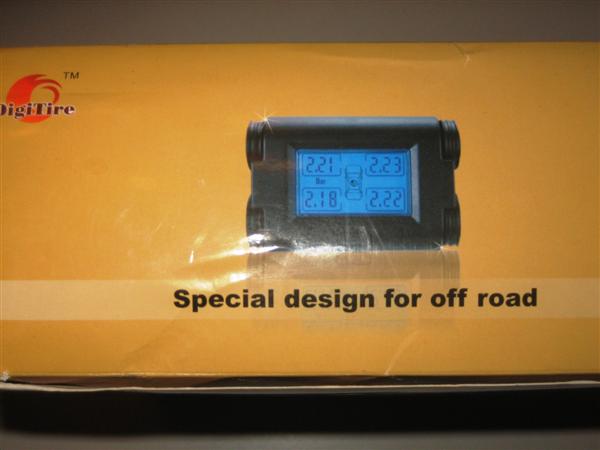 TM
DigiTire
2.21 2.23
Bar
2.18 2.22
Special design for off road